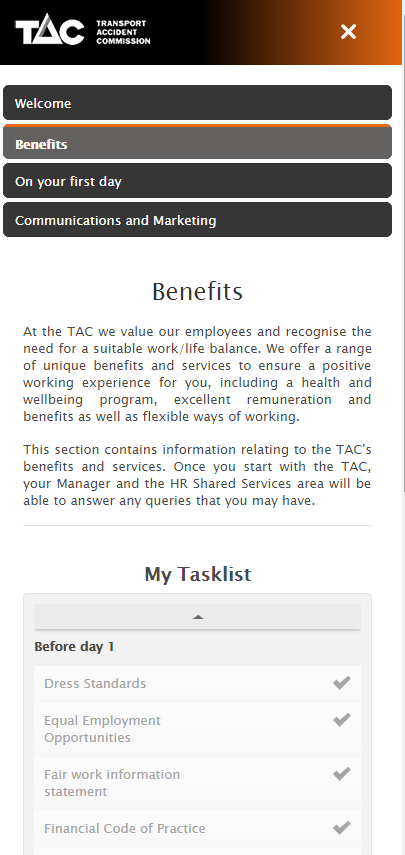 TAC TRANSPORT
ACCIDENT
COMMISSION
Welcome
Benefits
On your first day
Communications and Marketing
Benefits
At the TAC we value our employees and recognise the
need for a suitable work/life balance. We offer a range
of unique benefits and services to ensure a positive
working experience for you, including a health and
wellbeing program, excellent remuneration and
benefits as well as flexible ways of working.
This section contains information relating to the TAC's
benefits and services. Once you start with the TAC,
your Manager and the HR Shared Services area will be
able to answer any queries that you may have.
My Tasklist
Before day 1
Dress Standards
Equal Employment
Opportunities
Fair work information
statement
Financial Code of Practice